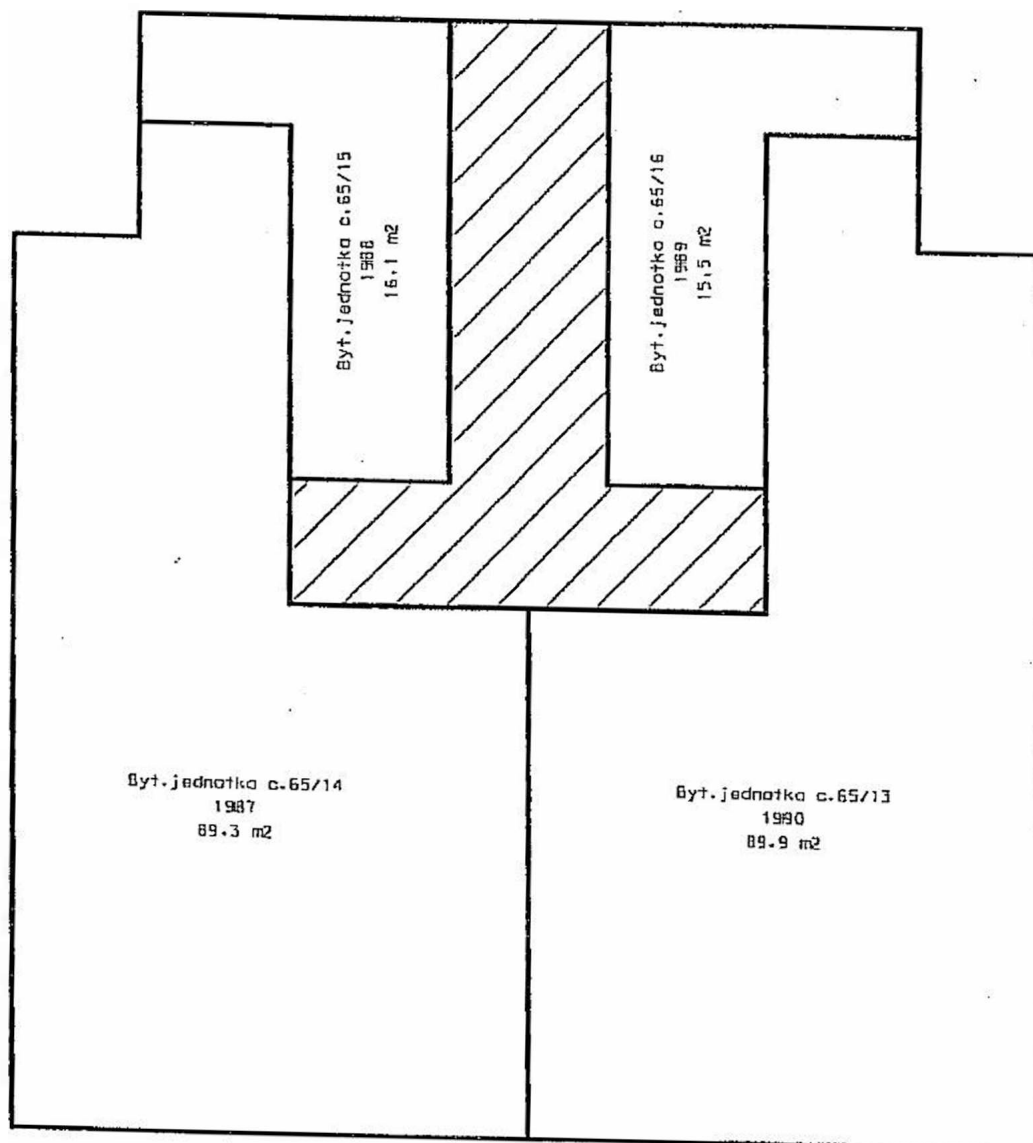 Byt.jednotka c.65/15
1988
16.1 m2
Byt.jednotka c.65/16
1989
15.5 m2
Byt.jednotka c.65/14
1987
89.3 m2
Byt.jednotka c.65/13
1990
89.9 m2